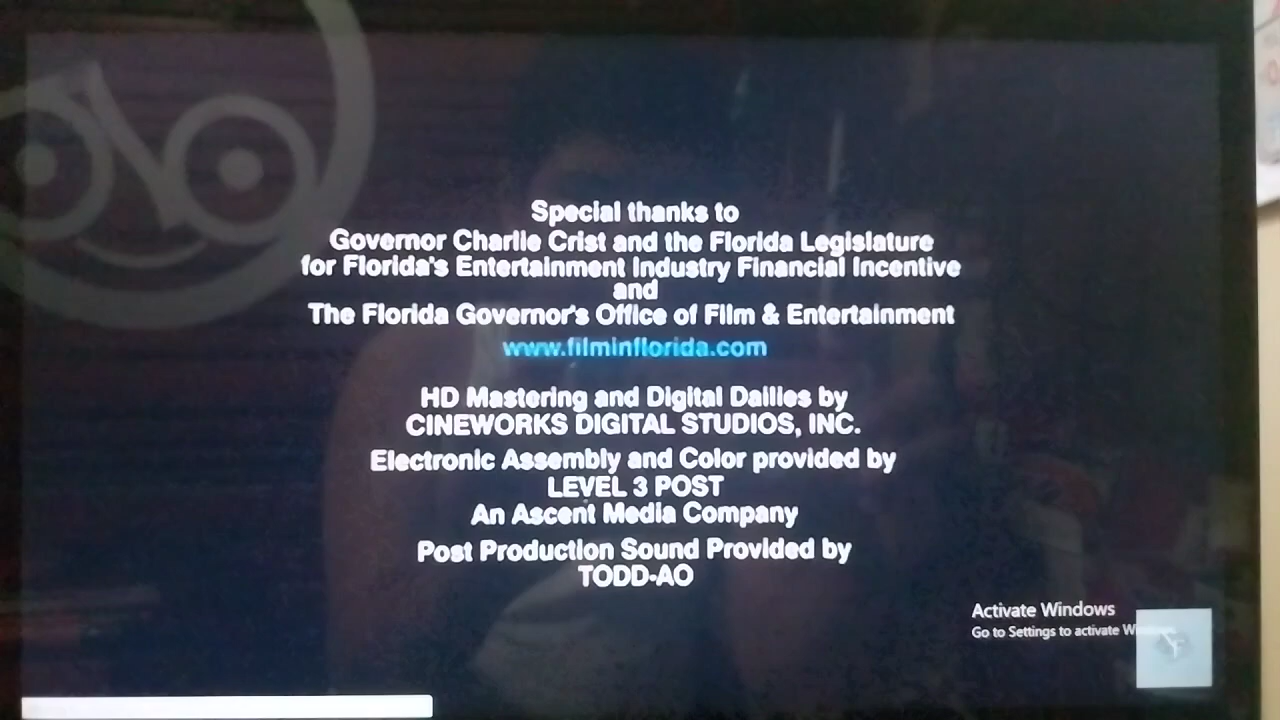 Special thanks to
Governor Charlie Crist and the Florida Legislature
for Florida's Entertainment Industry Financial Incentive
and
The Florida Governor's Office of Film & Entertainment
www.filminflorida.com
HD Mastering and Digital Dailies by
CINEWORKS DIGITAL STUDIOS, INC.
Electronic Assembly and Color provided by
LEVEL 3 POST
An Ascent Media Company
Post Production Sound Provided by
TODD-AO
Activate Windows
Go to Settings to activate